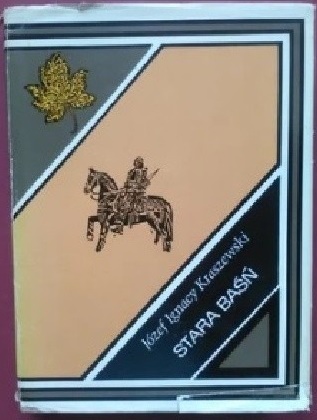 Józef Ignacy Kraszewski
STARA BAŚŃ